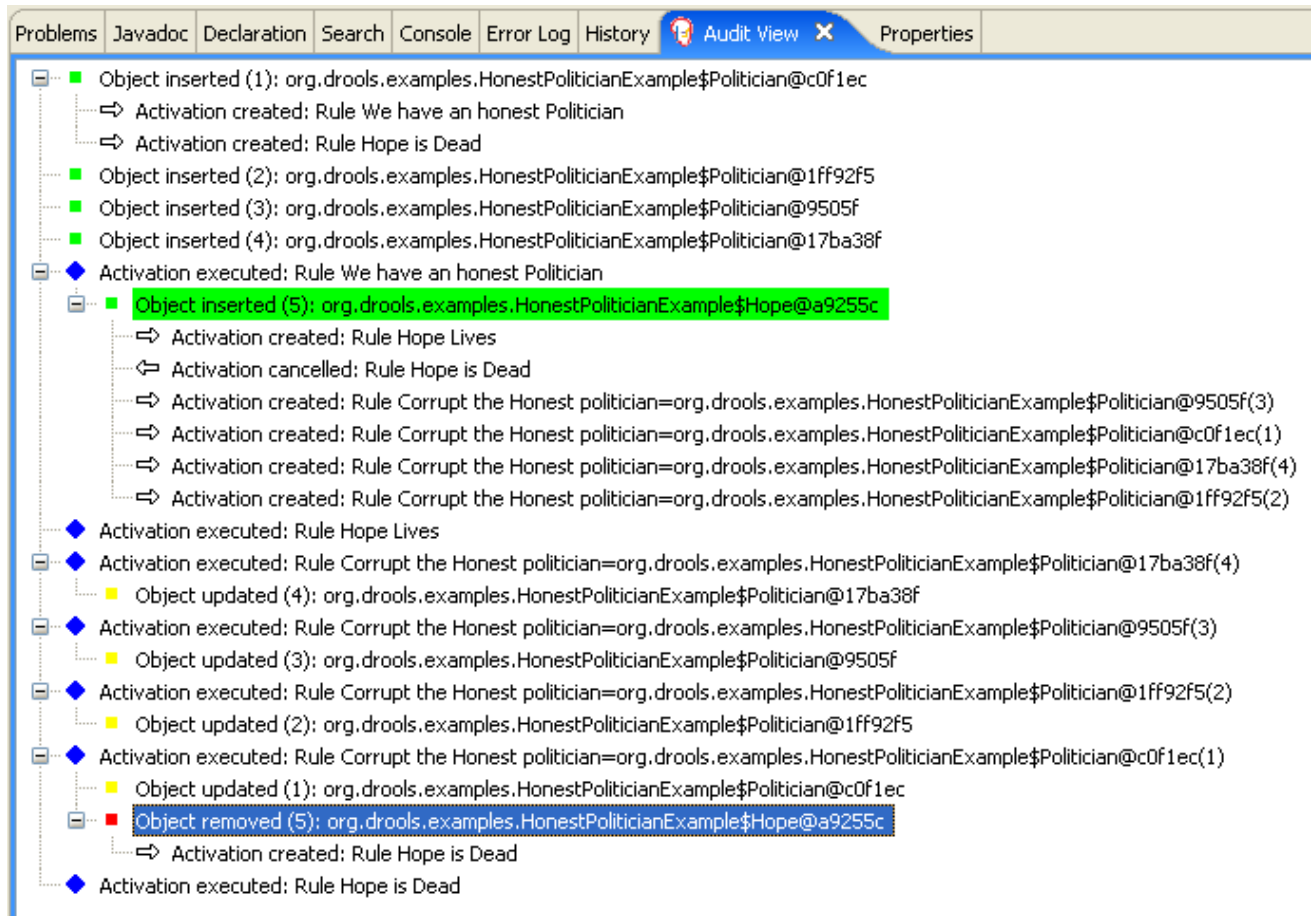 Problems Javadoc Declaration Search Console Error Log History Audit View Properties
Object inserted (1): org.drools.examples.HonestPoliticianExample$Politician@c0f1ec
Activation created: Rule We have an honest Politician
Activation created: Rule Hope is Dead
Object inserted (2): org.drools.examples.HonestPoliticianExample$Politician@1ff92f5
Object inserted (3): org.drools.examples.HonestPoliticianExample$Politician@9505f
Object inserted (4): org.drools.examples.HonestPoliticianExample$Politician@17ba38f
Activation executed: Rule We have an honest Politician
Object inserted (5): org.drools.examples.HonestPoliticianExample$Hope@a9255c
Activation created: Rule Hope Lives
Activation cancelled: Rule Hope is Dead
Activation created: Rule Corrupt the Honest politician=org.drools.examples.HonestPoliticianExample$Politician@9505f(3)
Activation created: Rule Corrupt the Honest politician=org.drools.examples.HonestPoliticianExample$Politician@c0f1ec(1)
Activation created: Rule Corrupt the Honest politician=org.drools.examples.HonestPoliticianExample$Politician@17ba38f(4)
Activation created: Rule Corrupt the Honest politician=org.drools.examples.HonestPoliticianExample$Politician@1ff92f5(2)
Activation executed: Rule Hope Lives
Activation executed: Rule Corrupt the Honest politician=org.drools.examples.HonestPoliticianExample$Politician@17ba38f(4)
Object updated (4): org.drools.examples.HonestPoliticianExample$Politician@17ba38f
Activation executed: Rule Corrupt the Honest politician=org.drools.examples.HonestPoliticianExample$Politician@9505f(3)
Object updated (3): org.drools.examples.HonestPoliticianExample$Politician@9505f
Activation executed: Rule Corrupt the Honest politician=org.drools.examples.HonestPoliticianExample$Politician@1ff92f5(2)
Object updated (2): org.drools.examples.HonestPoliticianExample$Politician@1ff92f5
Activation executed: Rule Corrupt the Honest politician=org.drools.examples.HonestPoliticianExample$Politician@c0f1ec(1)
Object updated (1): org.drools.examples.HonestPoliticianExample$Politician@c0f1ec
Object removed (5): org.drools.examples.HonestPoliticianExample$Hope@a9255c
Activation created: Rule Hope is Dead
Activation executed: Rule Hope is Dead